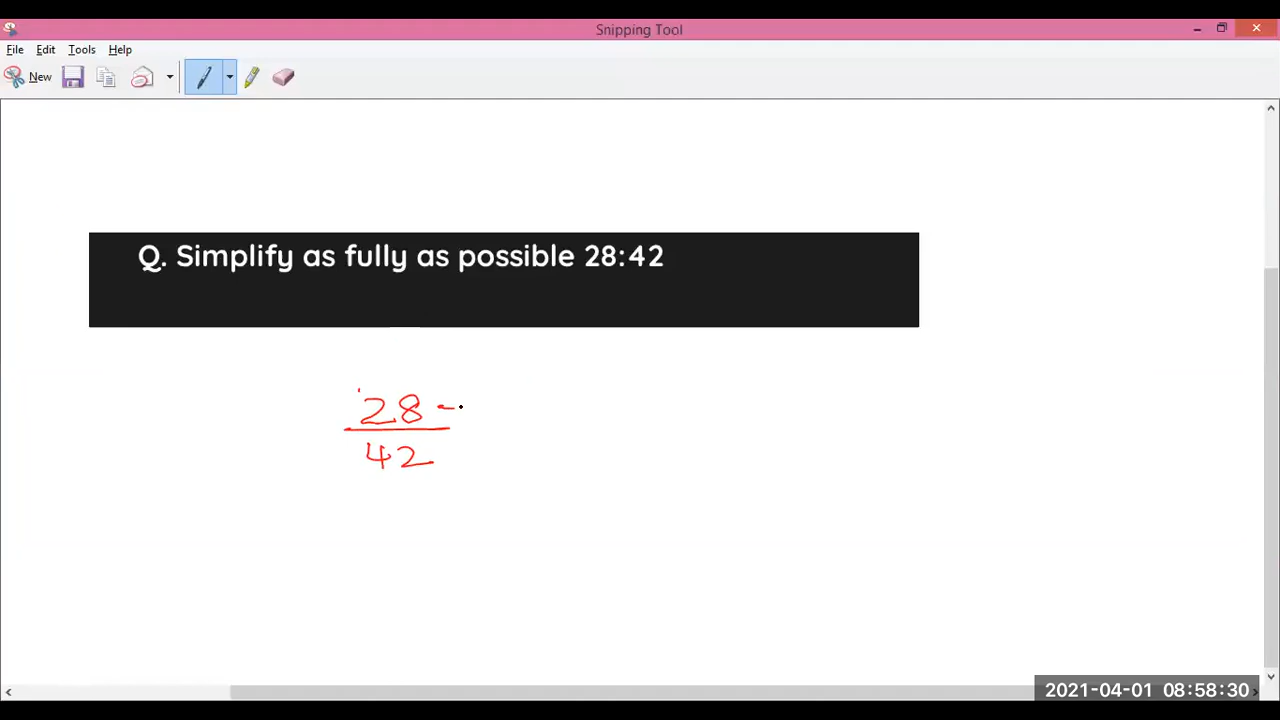 Snipping Tool
File Edit Tools Help
New
Q. Simplify as fully as possible 28:42
28 -
42
2021-04-01 08:58:30